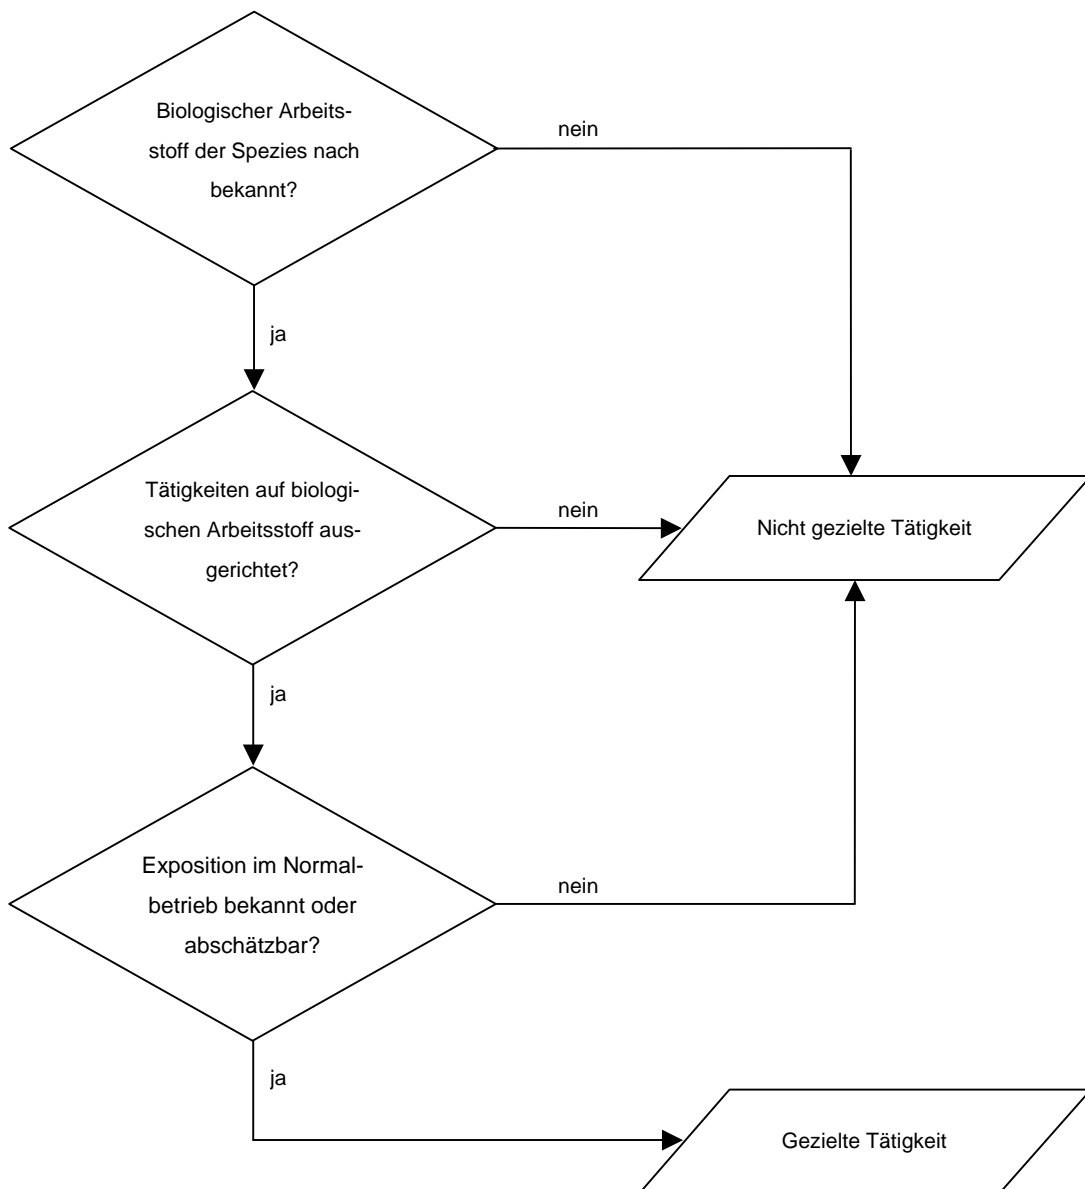 Biologischer Arbeits-
stoff der Spezies nach
bekannt?
nein
ja
Tätigkeiten auf biologi-
schen Arbeitsstoff aus-
gerichtet?
nein
Nicht gezielte Tätigkeit
ja
Exposition im Normal-
betrieb bekannt oder
abschätzbar?
nein
ja
Gezielte Tätigkeit